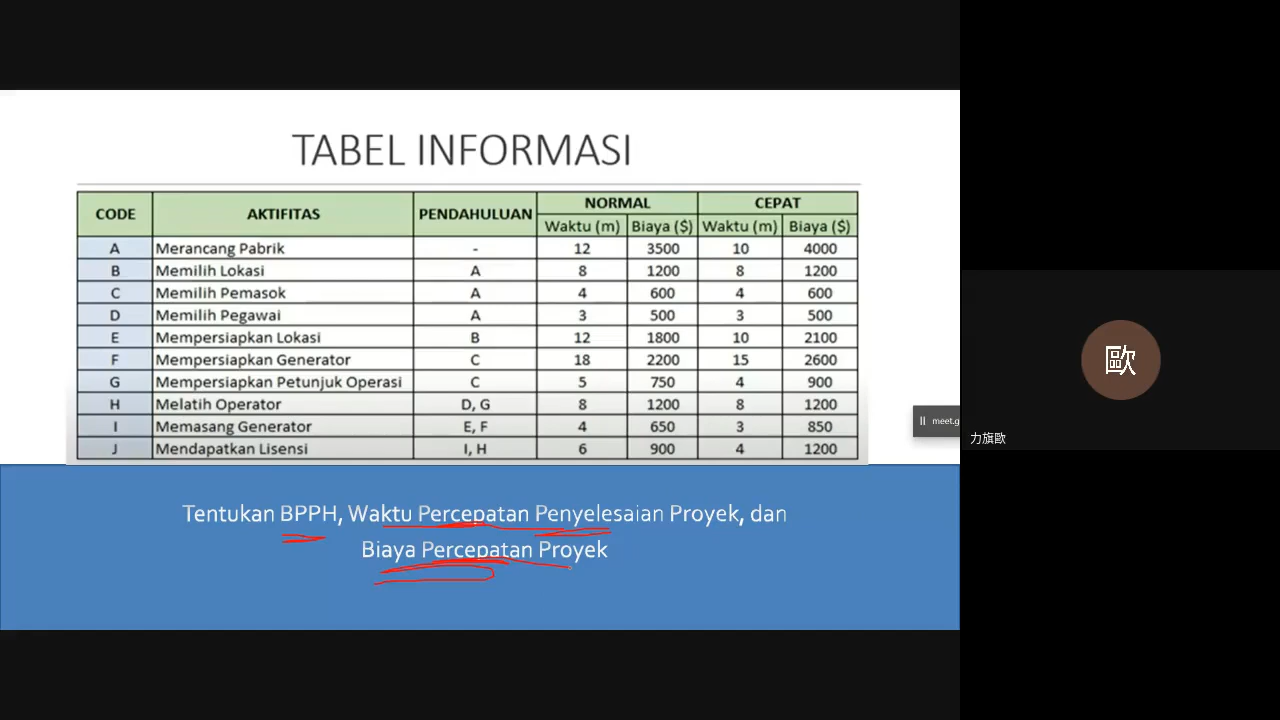 TABEL INFORMASI
CODE AKTIFITAS PENDAHULUAN NORMAL CEPAT
Waktu (m) Biaya ($) Waktu (m) Biaya ($)
A Merancang Pabrik - 12 3500 10 4000
B Memilih Lokasi A 8 1200 8 1200
C Memilih Pemasok A 4 600 4 600
D Memilih Pegawai A 3 500 3 500
E Mempersiapkan Lokasi B 12 1800 10 2100
F Mempersiapkan Generator C 18 2200 15 2600
G Mempersiapkan Petunjuk Operasi C 5 750 4 900
H Melatih Operator D, G 8 1200 8 1200
I Memasang Generator E, F 4 650 3 850
J Mendapatkan Lisensi I, H 6 900 4 1200
Tentukan BPPH, Waktu Percepatan Penyelesaian Proyek, dan
Biaya Percepatan Proyek
meet.g
歐
力旗歐